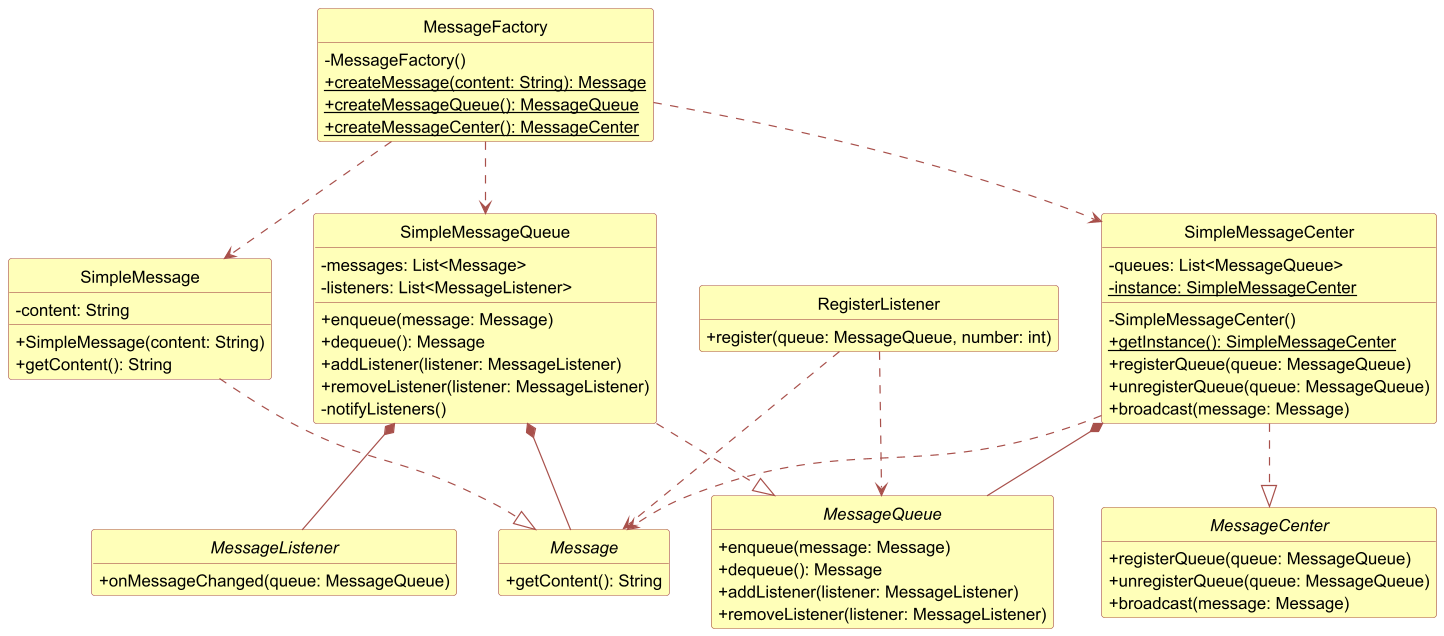 MessageFactory
-MessageFactory()
+createMessage(content: String): Message
+createMessageQueue(): MessageQueue
+createMessageCenter(): MessageCenter
SimpleMessage
-content: String
+SimpleMessage(content: String)
+getContent(): String
SimpleMessageQueue
-messages: List<Message>
-listeners: List<MessageListener>
+enqueue(message: Message)
+dequeue(): Message
+addListener(listener: MessageListener)
+removeListener(listener: MessageListener)
-notifyListeners()
RegisterListener
+register(queue: MessageQueue, number: int)
SimpleMessageCenter
-queues: List<MessageQueue>
-instance: SimpleMessageCenter
-SimpleMessageCenter()
+getInstance(): SimpleMessageCenter
+registerQueue(queue: MessageQueue)
+unregisterQueue(queue: MessageQueue)
+broadcast(message: Message)
MessageListener
+onMessageChanged(queue: MessageQueue)
Message
+getContent(): String
MessageQueue
+enqueue(message: Message)
+dequeue(): Message
+addListener(listener: MessageListener)
+removeListener(listener: MessageListener)
MessageCenter
+registerQueue(queue: MessageQueue)
+unregisterQueue(queue: MessageQueue)
+broadcast(message: Message)